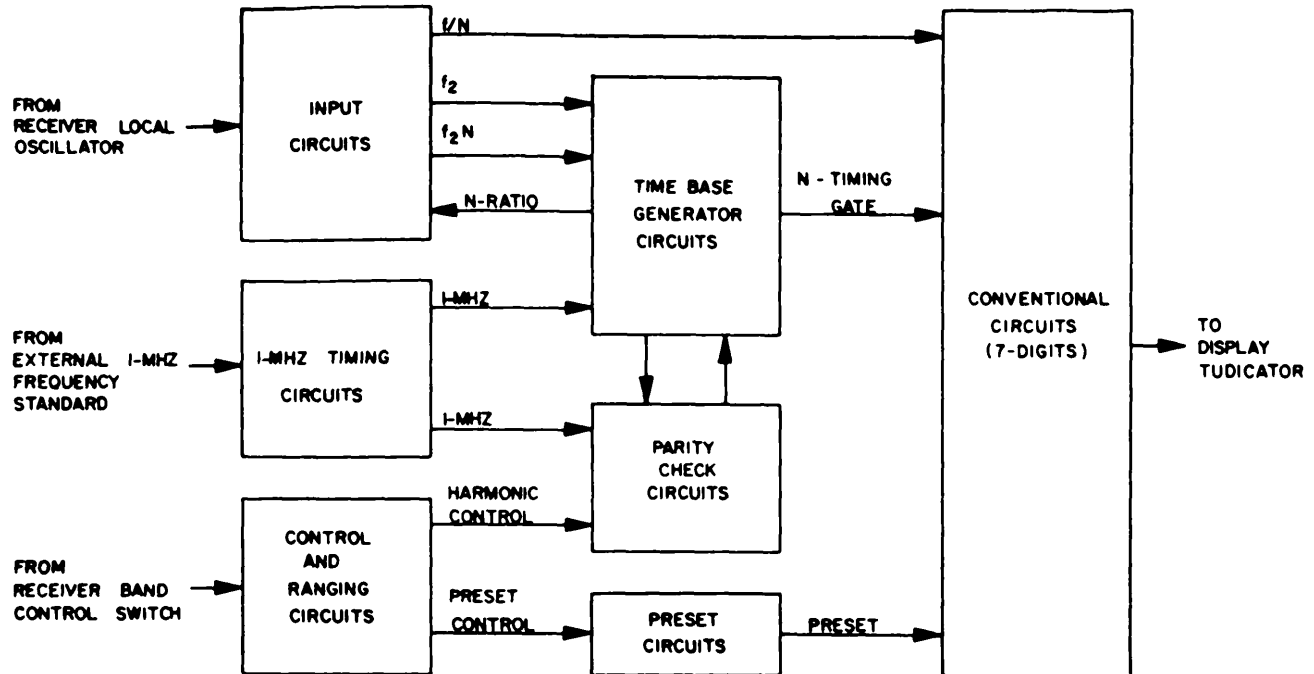 FROM
RECEIVER LOCAL
OSCILLATOR
INPUT
CIRCUITS
f/N
f2
f2 N
N-RATIO
TIME BASE
GENERATOR
CIRCUITS
N - TIMING
GATE
FROM
EXTERNAL 1-MHZ
FREQUENCY
STANDARD
1-MHZ TIMING
CIRCUITS
1-MHZ
1-MHZ
PARITY
CHECK
CIRCUITS
CONVENTIONAL
CIRCUITS
(7-DIGITS)
TO
DISPLAY
TUDICATOR
FROM
RECEIVER BAND
CONTROL SWITCH
CONTROL
AND
RANGING
CIRCUITS
HARMONIC
CONTROL
PRESET
CONTROL
PRESET
CIRCUITS
PRESET